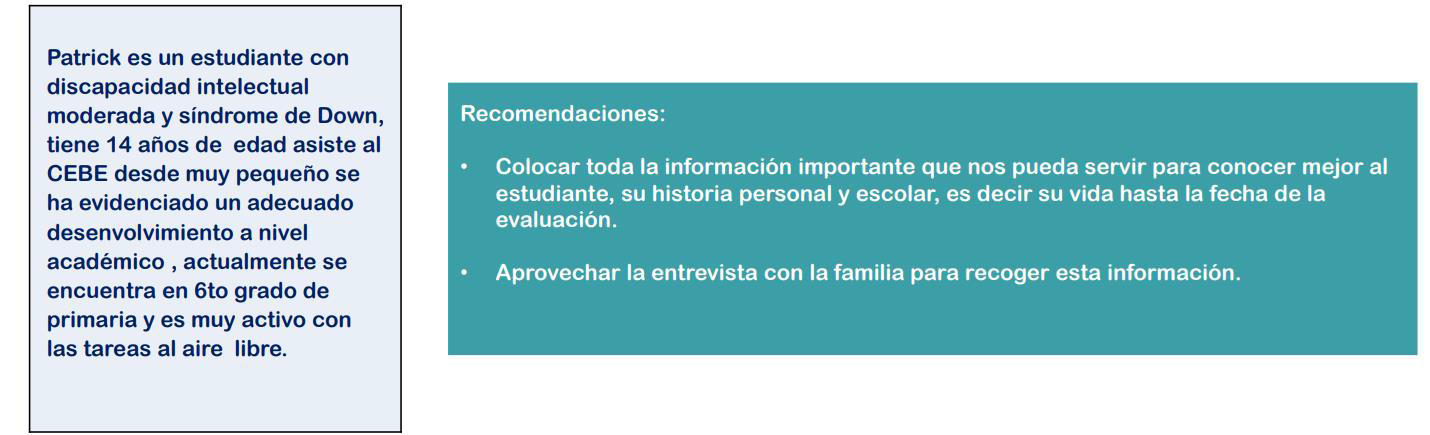 Patrick es un estudiante con
discapacidad intelectual
moderada y síndrome de Down,
tiene 14 años de edad asiste al
CEBE desde muy pequeño se
ha evidenciado un adecuado
desenvolvimiento a nivel
académico , actualmente se
encuentra en 6to grado de
primaria y es muy activo con
las tareas al aire libre.
Recomendaciones:
• Colocar toda la información importante que nos pueda servir para conocer mejor al
estudiante, su historia personal y escolar, es decir su vida hasta la fecha de la
evaluación.
• Aprovechar la entrevista con la familia para recoger esta información.